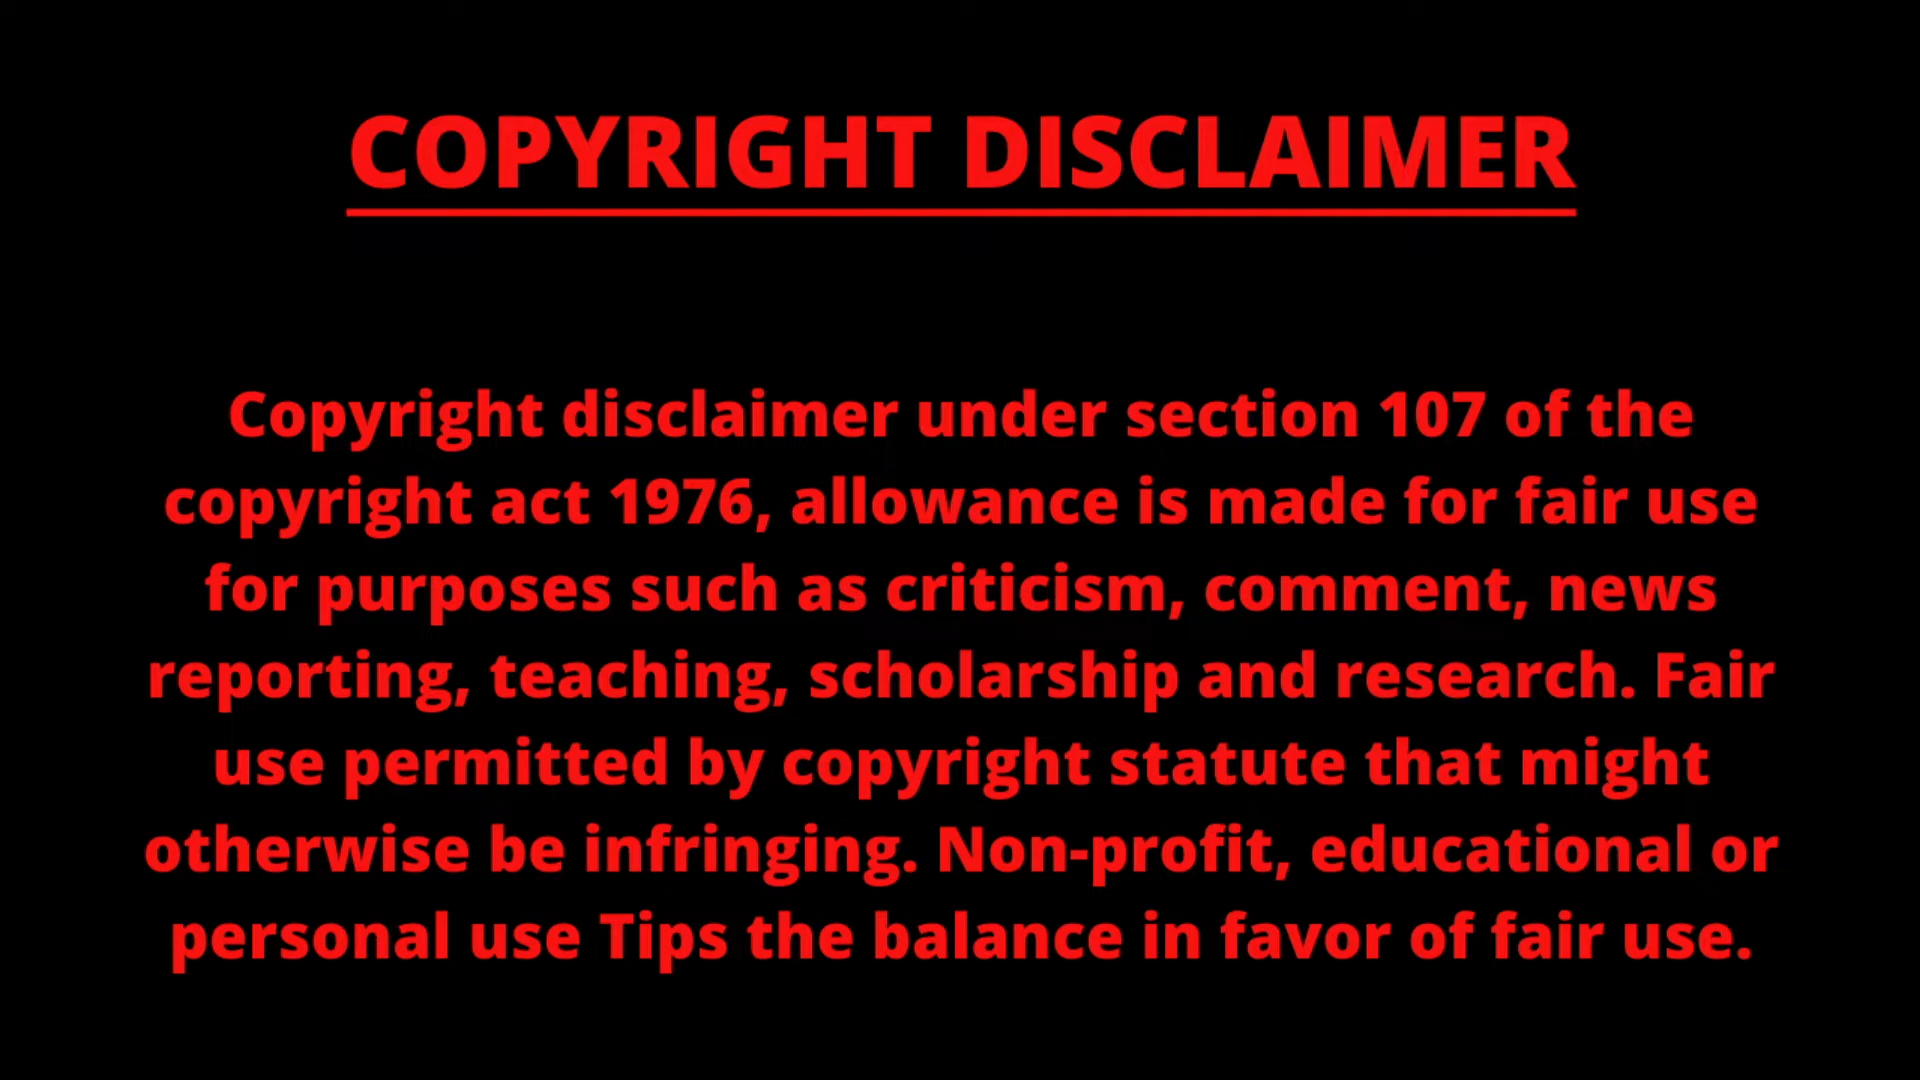 COPYRIGHT DISCLAIMER
Copyright disclaimer under section 107 of the
copyright act 1976, allowance is made for fair use
for purposes such as criticism, comment, news
reporting, teaching, scholarship and research. Fair
use permitted by copyright statute that might
otherwise be infringing. Non-profit, educational or
personal use Tips the balance in favor of fair use.